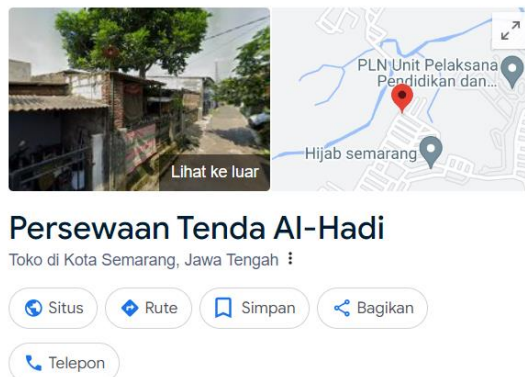 Lihat ke luar
PLN Unit Pelaksana
Pendidikan dan...
Hijab semarang
Persewaan Tenda Al-Hadi
Toko di Kota Semarang, Jawa Tengah
Situs
Rute
Simpan
Bagikan
Telepon